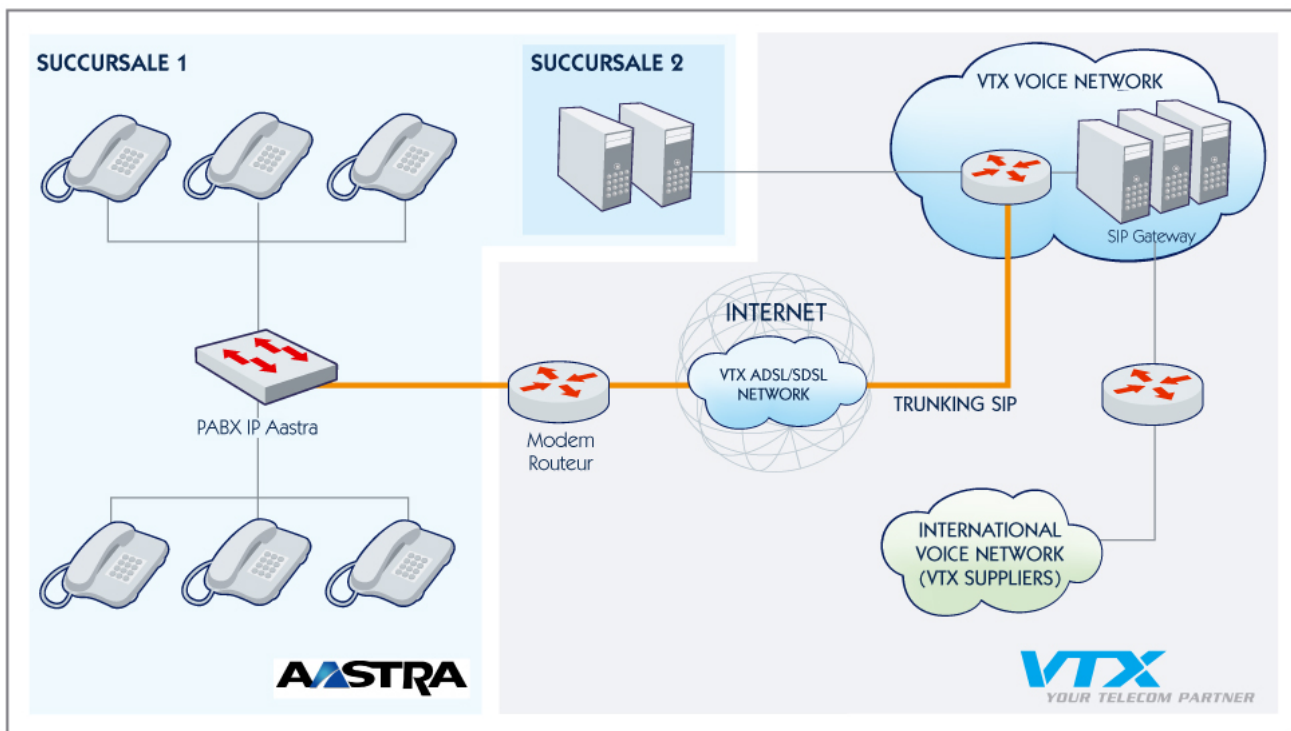 SUCCURSALE 1
SUCCURSALE 2
VTX VOICE NETWORK
SIP Gateway
INTERNET
VTX ADSL/SDSL
NETWORK
TRUNKING SIP
PABX IP Aastra
Modem
Routeur
INTERNATIONAL
VOICE NETWORK
(VTX SUPPLIERS)
AASTRA
VTX
YOUR TELECOM PARTNER